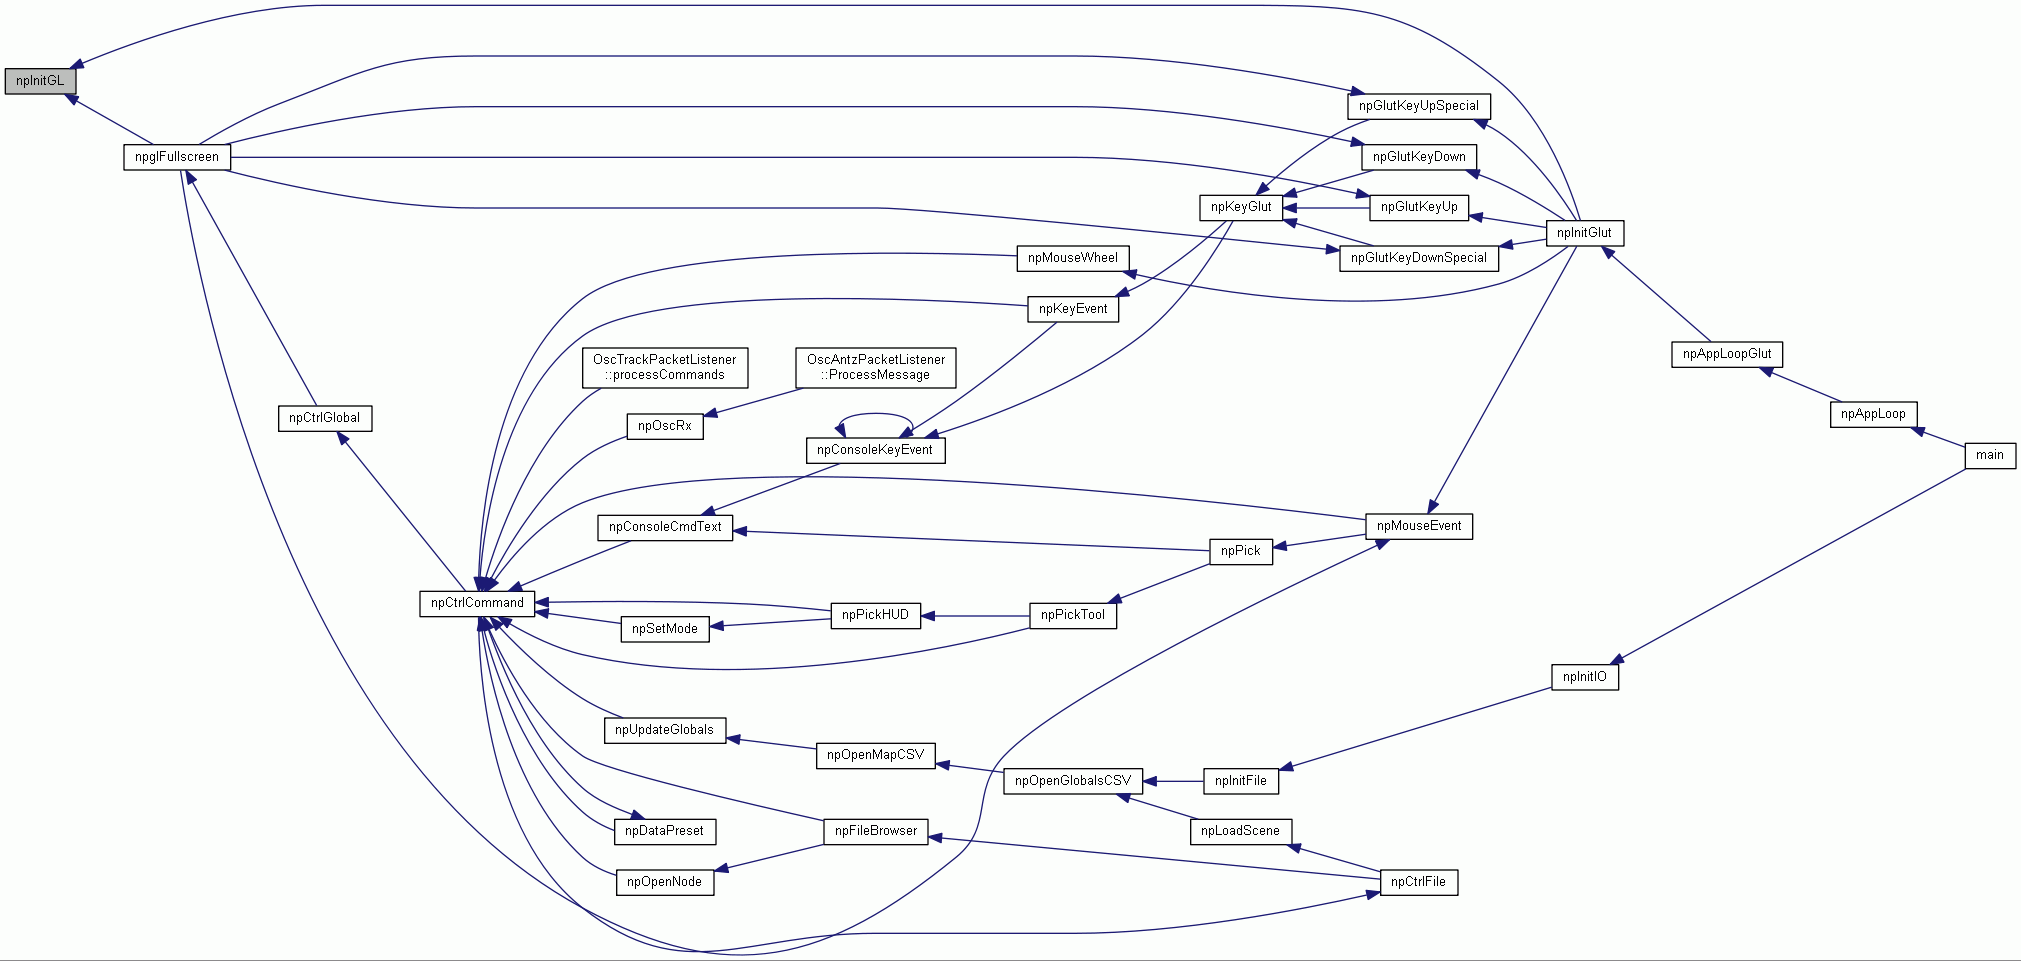 npInitGL
npGlutKeyUpSpecial
npglFullscreen
npGlutKeyDown
npKeyGlut
npGlutKeyUp
npInitGlut
npMouseWheel
npGlutKeyDownSpecial
npKeyEvent
OscTrackPacketListener
::processCommands
OscAntzPacketListener
::ProcessMessage
npAppLoopGlut
npCtrlGlobal
npOscRx
npAppLoop
npConsoleKeyEvent
main
npConsoleCmdText
npMouseEvent
npPick
npCtrlCommand
npPickHUD
npPickTool
npSetMode
npInitIO
npUpdateGlobals
npOpenMapCSV
npOpenGlobalsCSV
npInitFile
npDataPreset
npFileBrowser
npLoadScene
npOpenNode
npCtrlFile